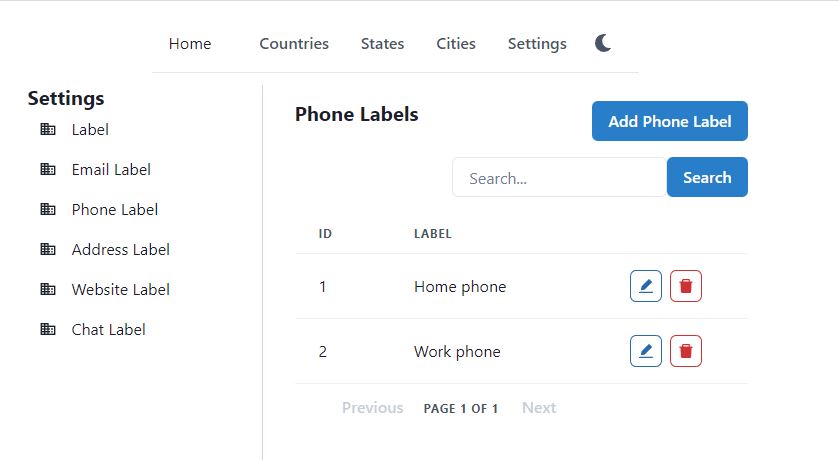 Home Countries States Cities Settings
Settings
Label
Email Label
Phone Label
Address Label
Website Label
Chat Label
Phone Labels
Add Phone Label
Search... Search
ID LABEL
1 Home phone
2 Work phone
Previous PAGE 1 OF 1 Next